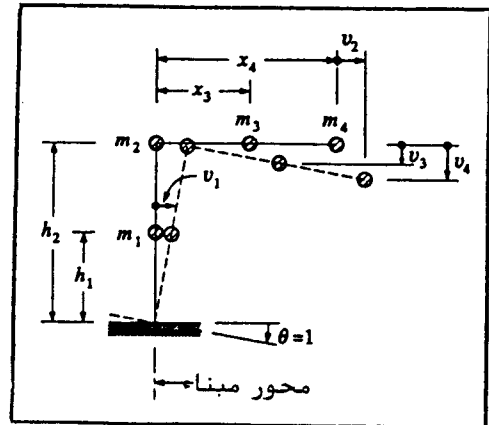 v₂
x₄
x₃
m₂
m₃
m₄
v₃
v₄
v₁
h₂
m₁
h₁
θ = 1
محور مبنا